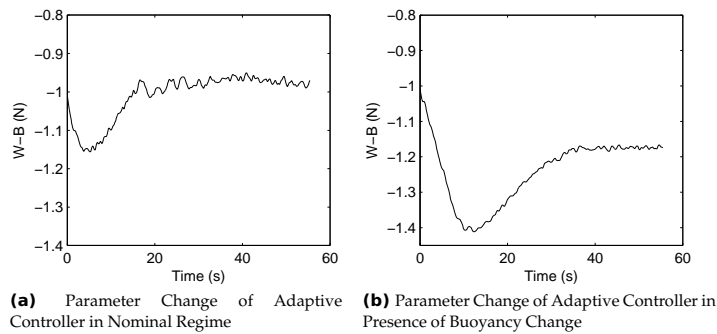 −0.8
−0.9
−1
−1.1
−1.2
−1.3
−1.4
W−B (N)
0
20
40
60
Time (s)
(a) Parameter Change of Adaptive
Controller in Nominal Regime
−0.8
−0.9
−1
−1.1
−1.2
−1.3
−1.4
W−B (N)
0
20
40
60
Time (s)
(b) Parameter Change of Adaptive Controller in
Presence of Buoyancy Change